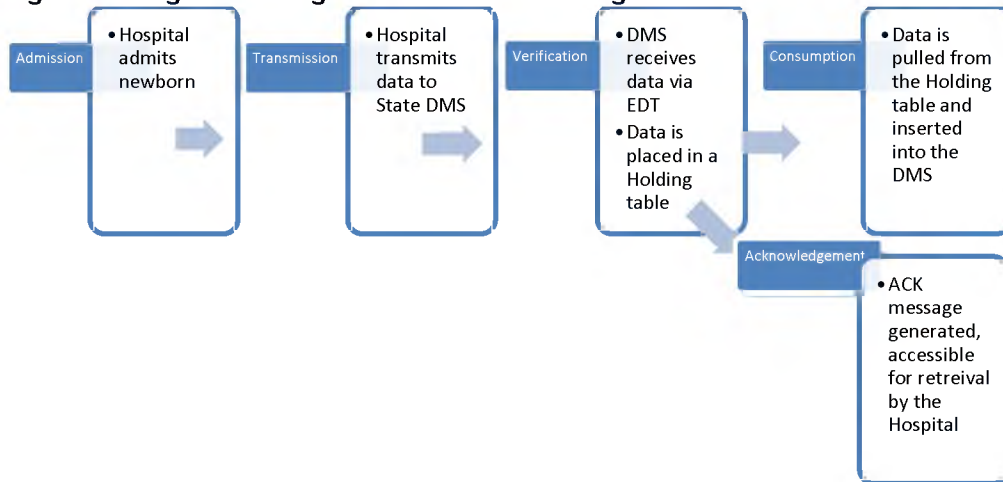 Admission
• Hospital
admits
newborn
Transmission
• Hospital
transmits
data to
State DMS
Verification
• DMS
receives
data via
EDT
• Data is
placed in a
Holding
table
Consumption
• Data is
pulled from
the Holding
table and
inserted
into the
DMS
Acknowledgement
• ACK
message
generated,
accessible
for retreival
by the
Hospital